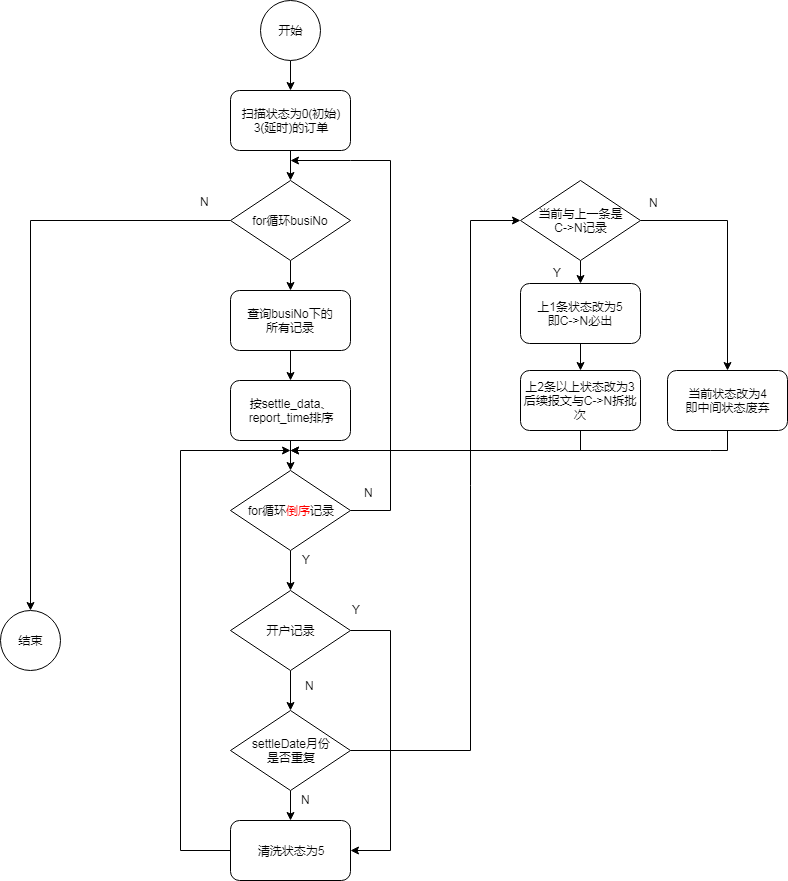 开始
扫描状态为0(初始)
3(延时)的订单
N
for循环busiNo
查询busiNo下的
所有记录
按settle_data、
report_time排序
for循环倒序记录
N
Y
开户记录
Y
N
settleDate月份
是否重复
N
清洗状态为5
结束
当前与上一条是
C->N记录
N
Y
上1条状态改为5
即C->N必出
上2条以上状态改为3
后续报文与C->N拆批
次
当前状态改为4
即中间状态废弃